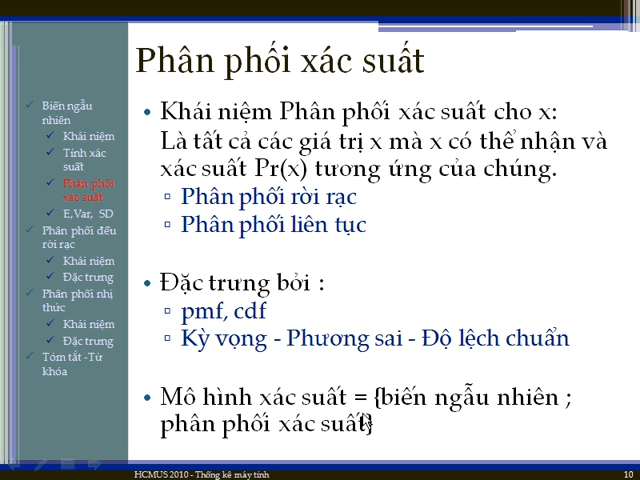 Phân phối xác suất
Biến ngẫu
nhiên
Khái niệm
Tính xác
suất
Phân phối
xác suất
E,Var, SD
Phân phối đều
rời rạc
Khái niệm
Đặc trưng
Phân phối nhị
thức
Khái niệm
Đặc trưng
Tóm tắt -Từ
khóa
• Khái niệm Phân phối xác suất cho x:
Là tất cả các giá trị x mà x có thể nhận và
xác suất Pr(x) tương ứng của chúng.
Phân phối rời rạc
Phân phối liên tục
• Đặc trưng bởi :
pmf, cdf
Kỳ vọng - Phương sai - Độ lệch chuẩn
• Mô hình xác suất = {biến ngẫu nhiên ;
phân phối xác suất}
HCMUS 2010 - Thống kê máy tính
10